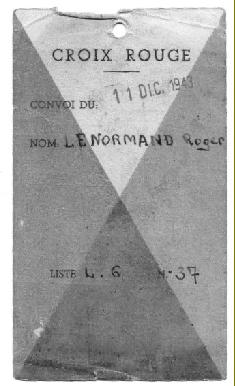 CROIX ROUGE
CONVOI DU: 11 DIC. 1943
NOM LENORMAND Roger
LISTE L. 6 N° 37